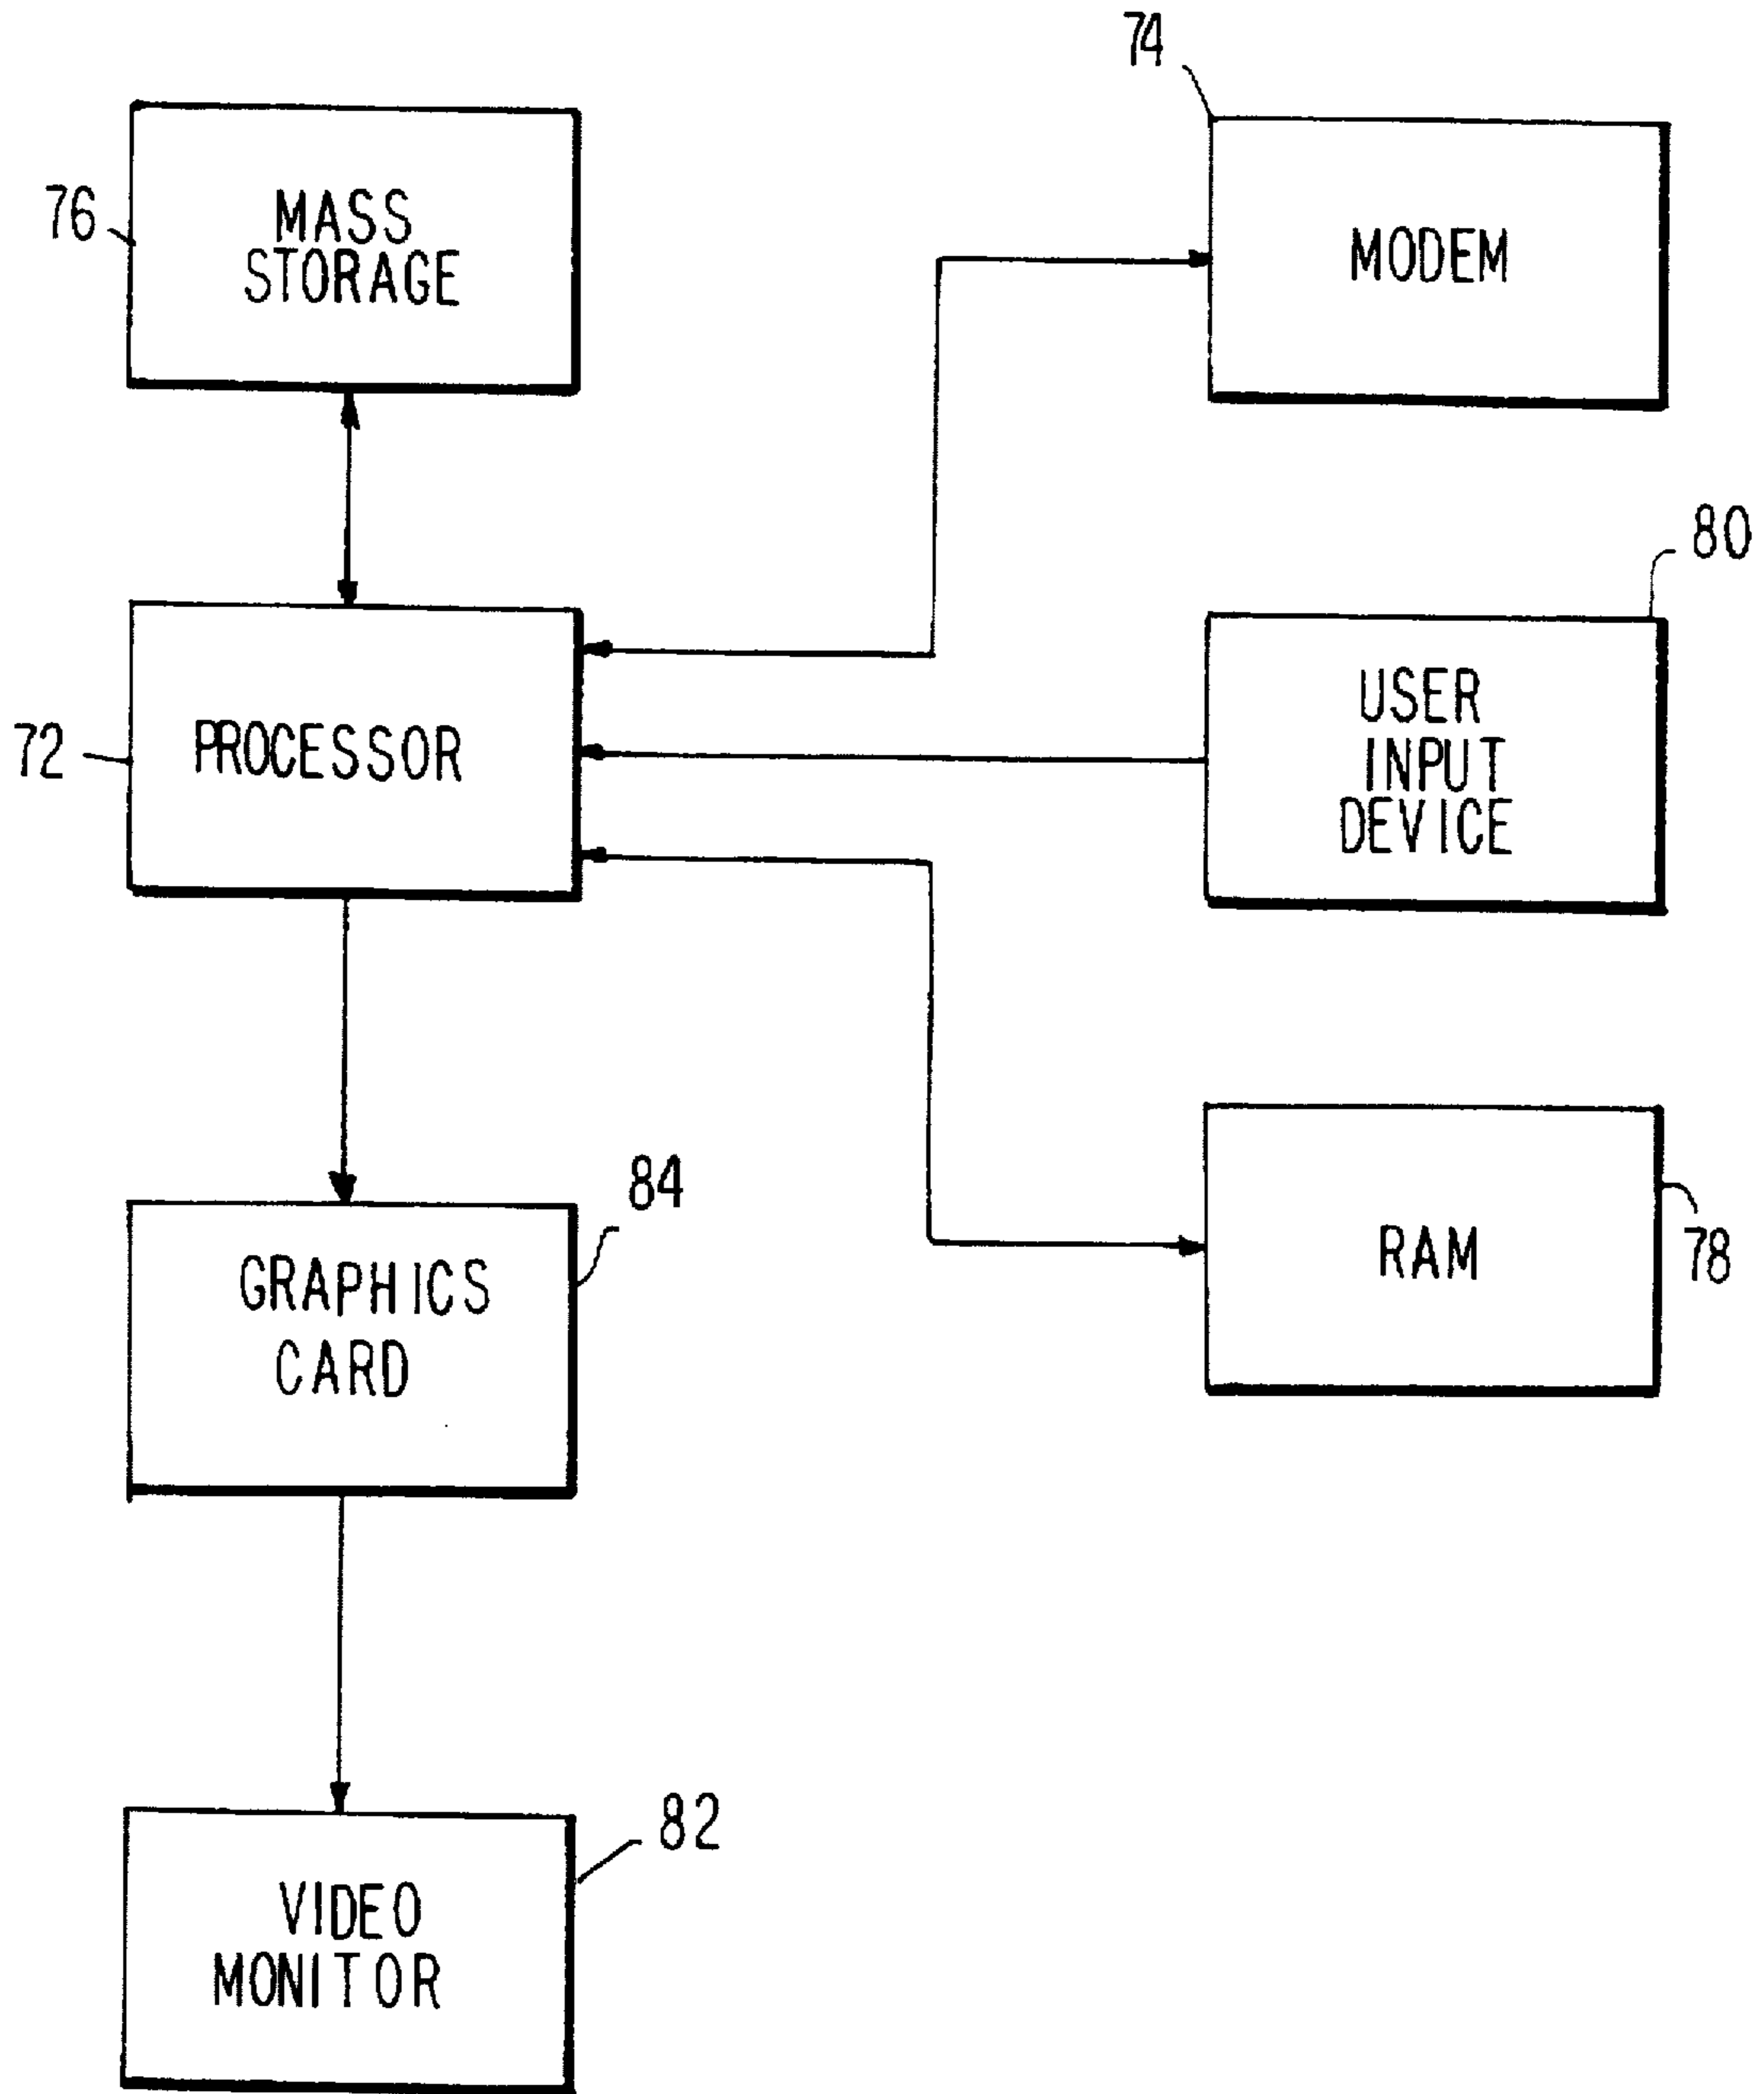 74
76
MASS
STORAGE
MODEM
80
72
PROCESSOR
USER
INPUT
DEVICE
84
GRAPHICS
CARD
RAM
78
82
VIDEO
MONITOR